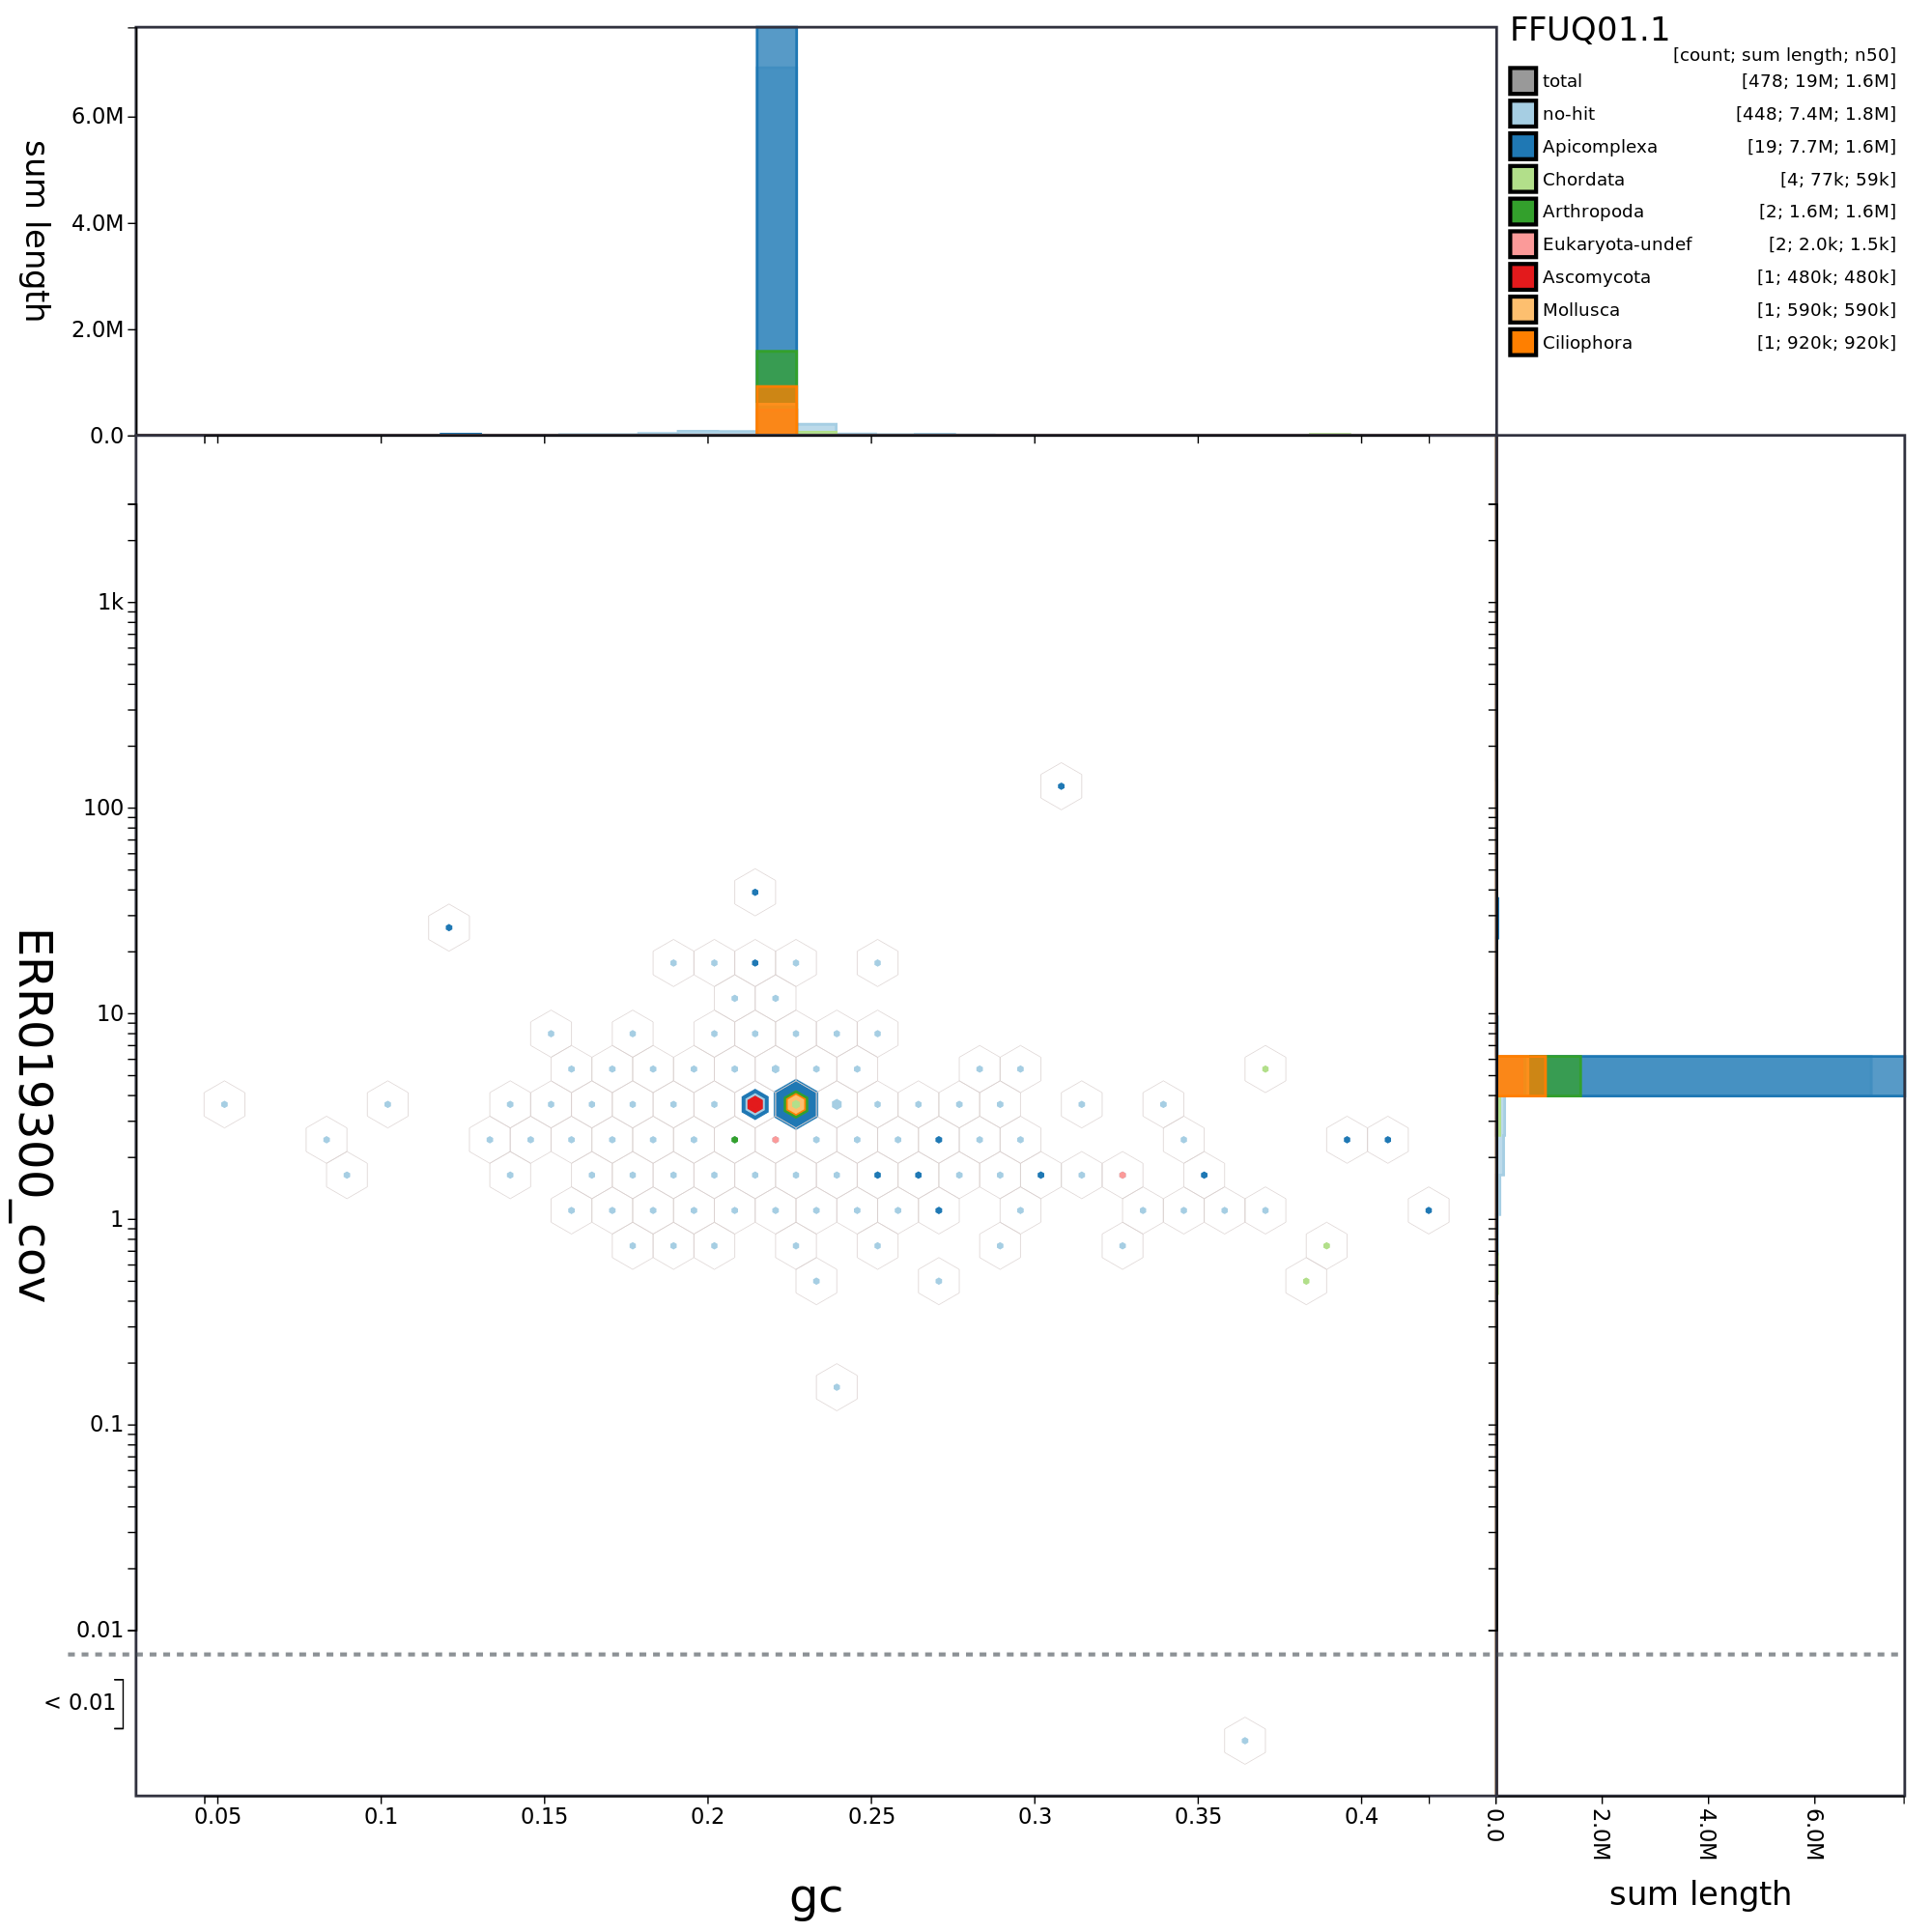 FFUQ01.1
[count; sum length; n50]
total [478; 19M; 1.6M]
no-hit [448; 7.4M; 1.8M]
Apicomplexa [19; 7.7M; 1.6M]
Chordata [4; 77k; 59k]
Arthropoda [2; 1.6M; 1.6M]
Eukaryota-undef [2; 2.0k; 1.5k]
Ascomycota [1; 480k; 480k]
Mollusca [1; 590k; 590k]
Ciliophora [1; 920k; 920k]
sum length
6.0M
4.0M
2.0M
0.0
ERR019300_cov
1k
100
10
1
0.1
0.01
< 0.01
0.05 0.1 0.15 0.2 0.25 0.3 0.35 0.4
gc
0.0 2.0M 4.0M 6.0M
sum length